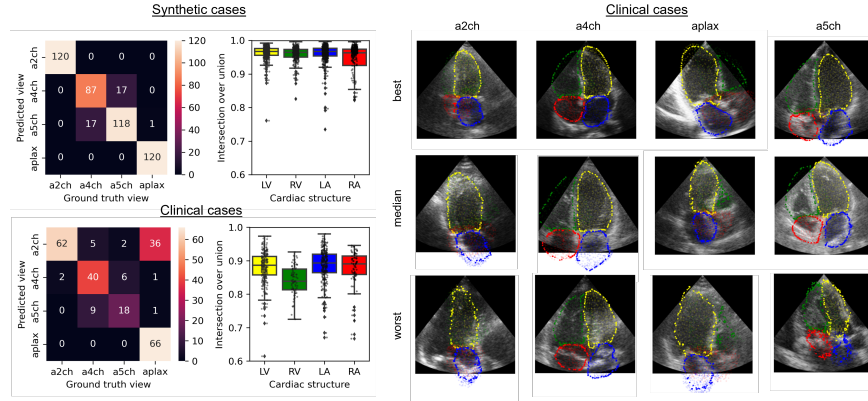 Synthetic cases
Predicted view
a2ch
a4ch
a5ch
aplax
120 0 0 0
0 87 17 0
0 17 118 1
0 0 0 120
a2ch a4ch a5ch aplax
Ground truth view
120
100
80
60
40
20
0
Intersection over union
1.0
0.9
0.8
0.7
0.6
LV RV LA RA
Cardiac structure
Clinical cases
Predicted view
a2ch
a4ch
a5ch
aplax
62 5 2 36
2 40 6 1
0 9 18 1
0 0 0 66
a2ch a4ch a5ch aplax
Ground truth view
60
50
40
30
20
10
0
Intersection over union
1.0
0.9
0.8
0.7
0.6
LV RV LA RA
Cardiac structure
Clinical cases
a2ch a4ch aplax a5ch
best
median
worst